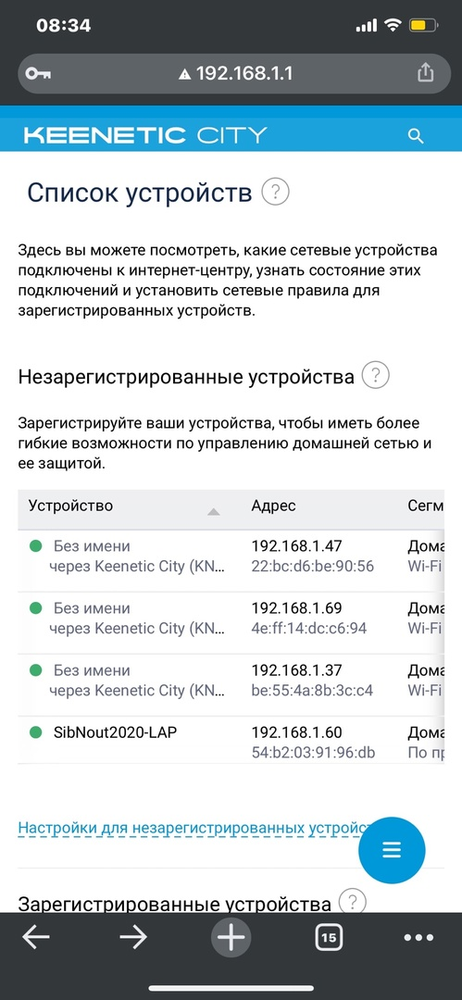 08:34
192.168.1.1
KEENETIC CITY
Список устройств ?
Здесь вы можете посмотреть, какие сетевые устройства
подключены к интернет-центру, узнать состояние этих
подключений и установить сетевые правила для
зарегистрированных устройств.
Незарегистрированные устройства ?
Зарегистрируйте ваши устройства, чтобы иметь более
гибкие возможности по управлению домашней сетью и
ее защитой.
Устройство Адрес Сегм
Без имени 192.168.1.47 Дома
через Keenetic City (KN... 22:bc:d6:be:90:56 Wi-Fi
Без имени 192.168.1.69 Дома
через Keenetic City (KN... 4e:ff:14:dc:c6:94 Wi-Fi
Без имени 192.168.1.37 Дома
через Keenetic City (KN... be:55:4a:8b:3c:c4 Wi-Fi
SibNout2020-LAP 192.168.1.60 Дома
54:b2:03:91:96:db По пр
Настройки для незарегистрированных устройст
Зарегистрированные устройства ?
15